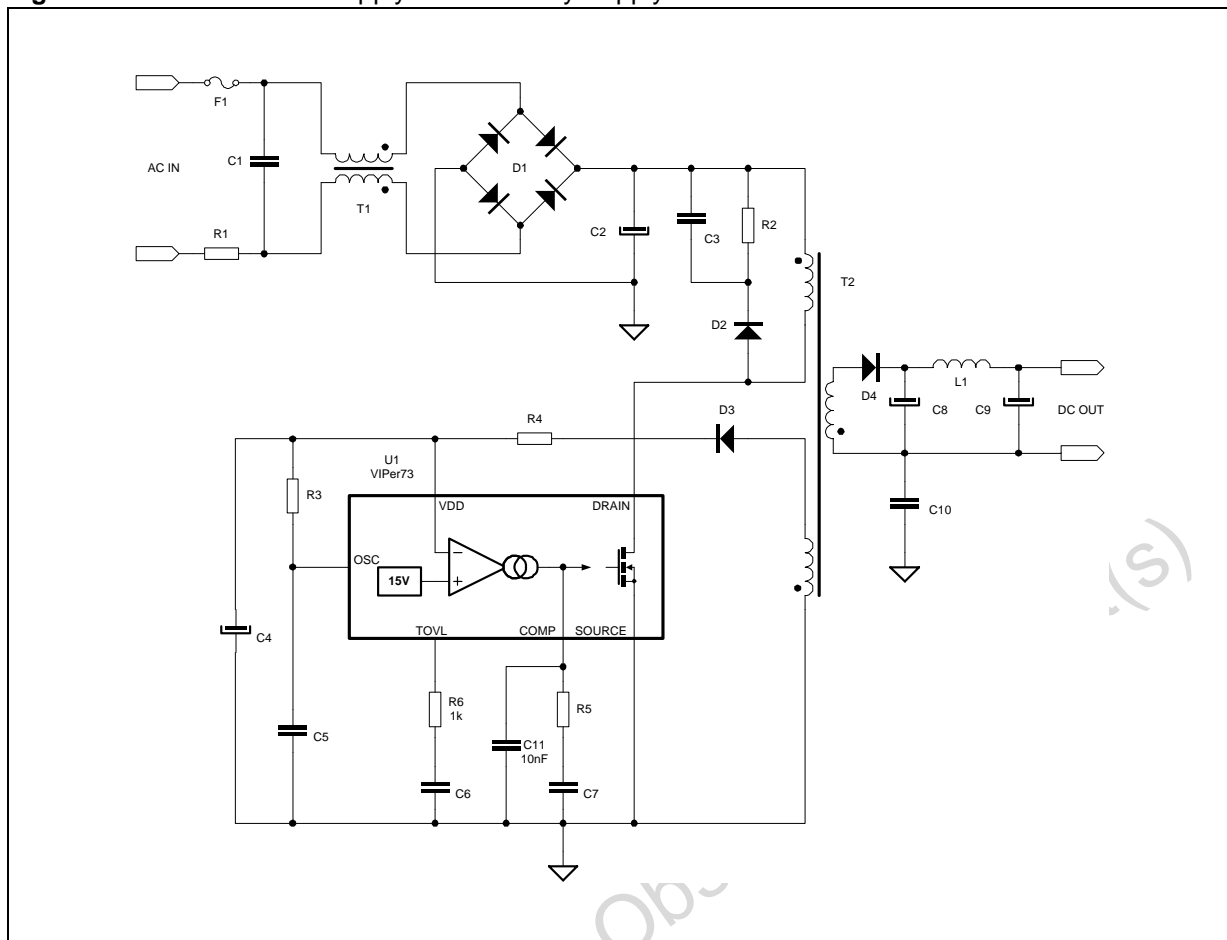 F1
AC IN
C1
T1
D1
R1
C2
C3
R2
T2
D2
D4
L1
C8
C9
DC OUT
C10
D3
R4
U1
VIPer73
R3
VDD
DRAIN
OSC
15V
−
+
TOVL
COMP
SOURCE
C4
C5
R6
1k
C6
C11
10nF
R5
C7
(s)
Obs